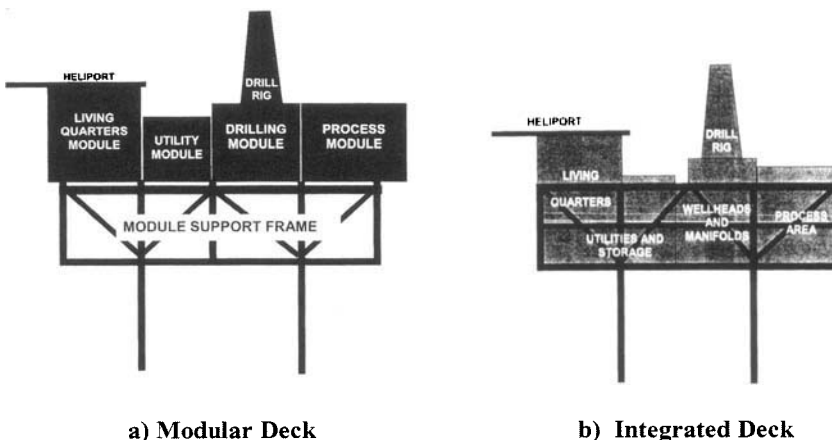 HELIPORT
DRILL
RIG
LIVING
QUARTERS
MODULE
UTILITY
MODULE
DRILLING
MODULE
PROCESS
MODULE
MODULE SUPPORT FRAME
a) Modular Deck
HELIPORT
DRILL
RIG
LIVING
QUARTERS
UTILITIES AND
STORAGE
WELLHEADS
AND
MANIFOLDS
PROCESS
AREA
b) Integrated Deck